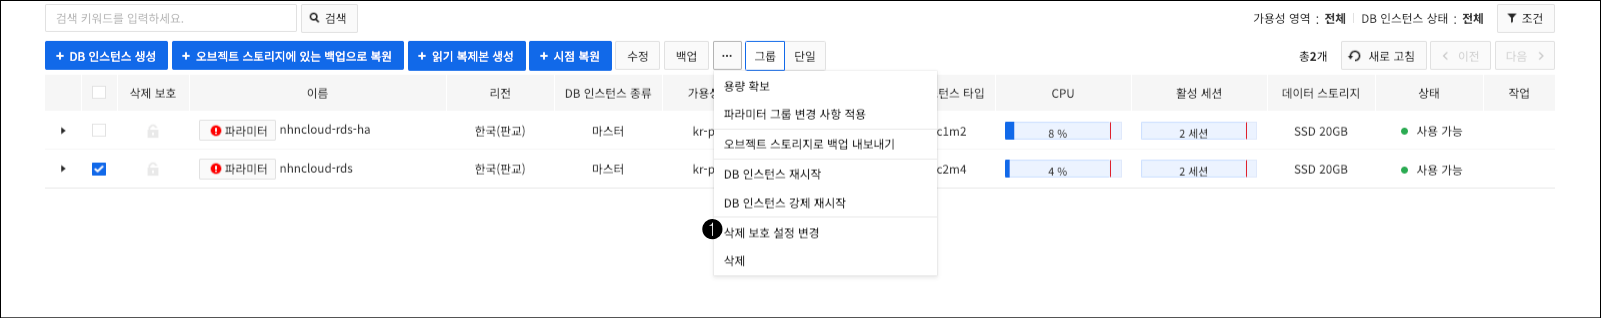 검색 키워드를 입력하세요. 검색 가용성 영역 : 전체 DB 인스턴스 상태 : 전체 조건
+ DB 인스턴스 생성 + 오브젝트 스토리지에 있는 백업으로 복원 + 읽기 복제본 생성 + 시점 복원 수정 백업 ... 그룹 단일 총2개 새로 고침 < 이전 다음 >
삭제 보호 이름 리전 DB 인스턴스 종류 가용성 턴스 타입 CPU 활성 세션 데이터 스토리지 상태 작업
파라미터 nhncloud-rds-ha 한국(판교) 마스터 kr-p c1m2 8 % 2 세션 SSD 20GB 사용 가능
파라미터 nhncloud-rds 한국(판교) 마스터 kr-p c2m4 4 % 2 세션 SSD 20GB 사용 가능
용량 확보
파라미터 그룹 변경 사항 적용
오브젝트 스토리지로 백업 내보내기
DB 인스턴스 재시작
DB 인스턴스 강제 재시작
1 삭제 보호 설정 변경
삭제